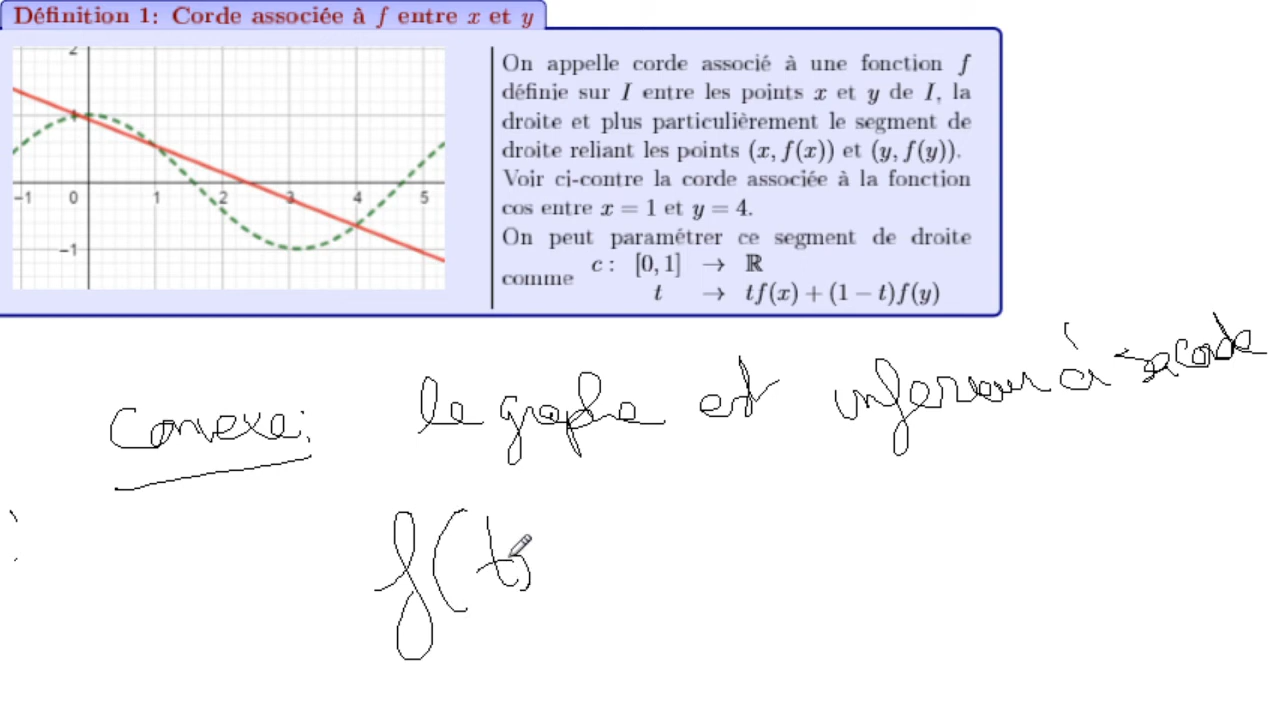 Définition 1: Corde associée à f entre x et y
2
1
-1
0
1
2
3
4
5
-1
On appelle corde associé à une fonction f
définie sur I entre les points x et y de I, la
droite et plus particulièrement le segment de
droite reliant les points (x, f(x)) et (y, f(y)).
Voir ci-contre la corde associée à la fonction
cos entre x = 1 et y = 4.
On peut paramétrer ce segment de droite
comme c : [0, 1] → ℝ
t → tf(x) + (1 − t)f(y)
Convexe:
le graphe est inferieur à sa corde
f(t